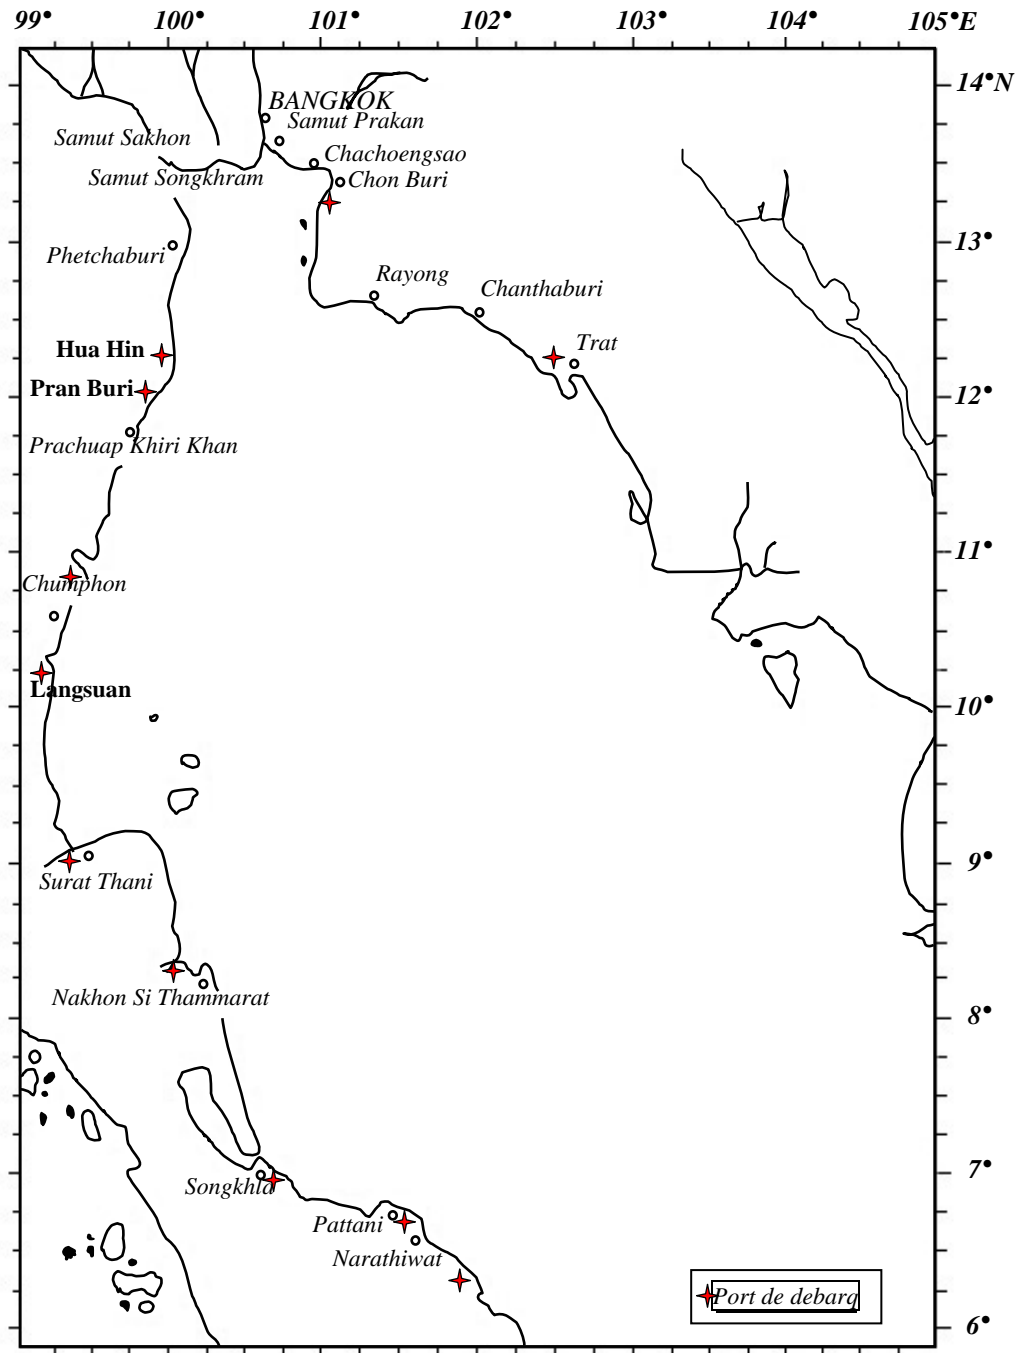 99° 100° 101° 102° 103° 104° 105°E
14°N
BANGKOK
Samut Prakan
Samut Sakhon
Chachoengsao
Samut Songkhram
Chon Buri
13°
Phetchaburi
Rayong
Chanthaburi
Trat
Hua Hin
Pran Buri
12°
Prachuap Khiri Khan
11°
Chumphon
Langsuan
10°
9°
Surat Thani
Nakhon Si Thammarat
8°
7°
Songkhla
Pattani
Narathiwat
Port de debarq
6°